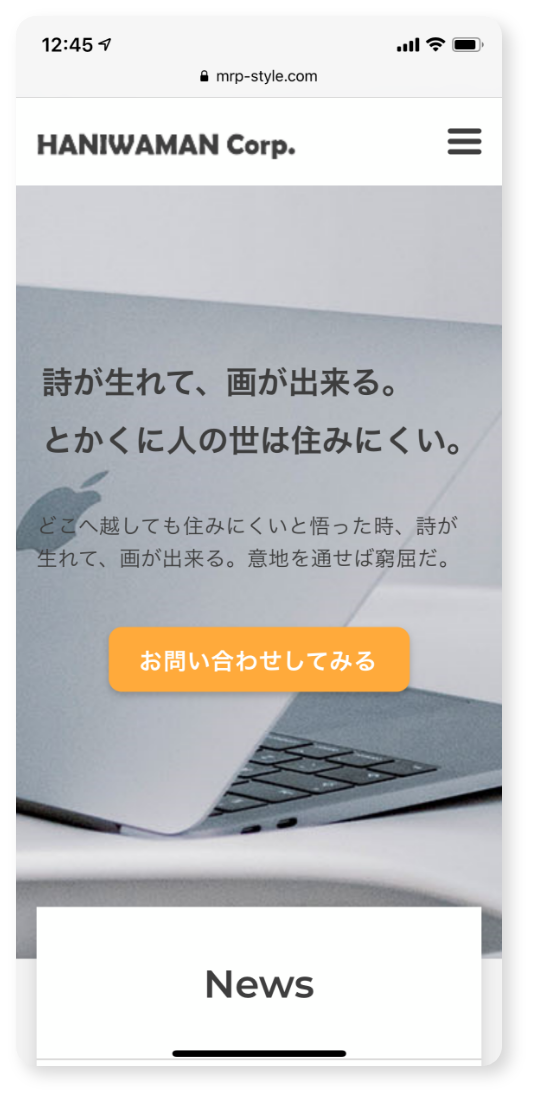 12:45
mrp-style.com
HANIWAMAN Corp.
詩が生れて、画が出来る。
とかくに人の世は住みにくい。
どこへ越しても住みにくいと悟った時、詩が
生れて、画が出来る。意地を通せば窮屈だ。
お問い合わせしてみる
News